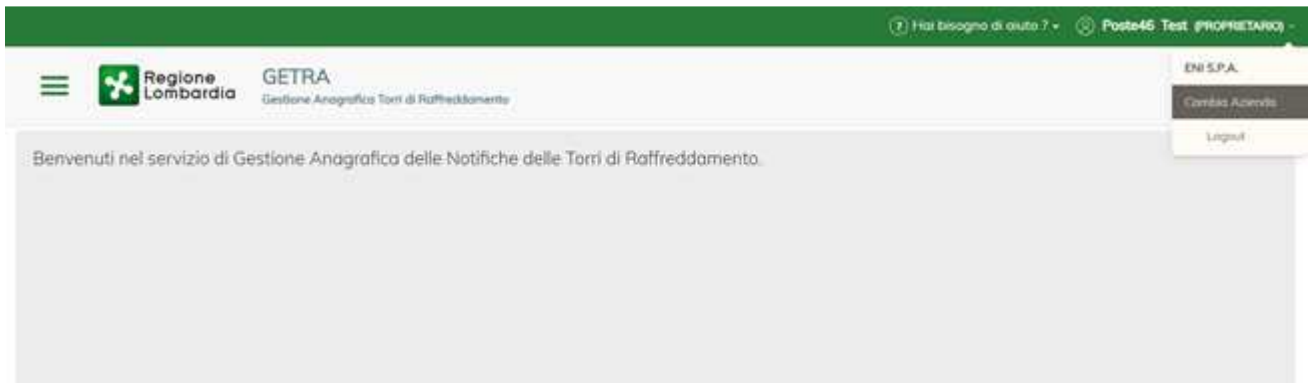 Hai bisogno di aiuto ? Poste46 Test (PROPRIETARIO)
Regione
Lombardia
GETRA
Gestione Anagrafica Torri di Raffreddamento
ENI S.P.A.
Cambia Azienda
Logout
Benvenuti nel servizio di Gestione Anagrafica delle Notifiche delle Torri di Raffreddamento.